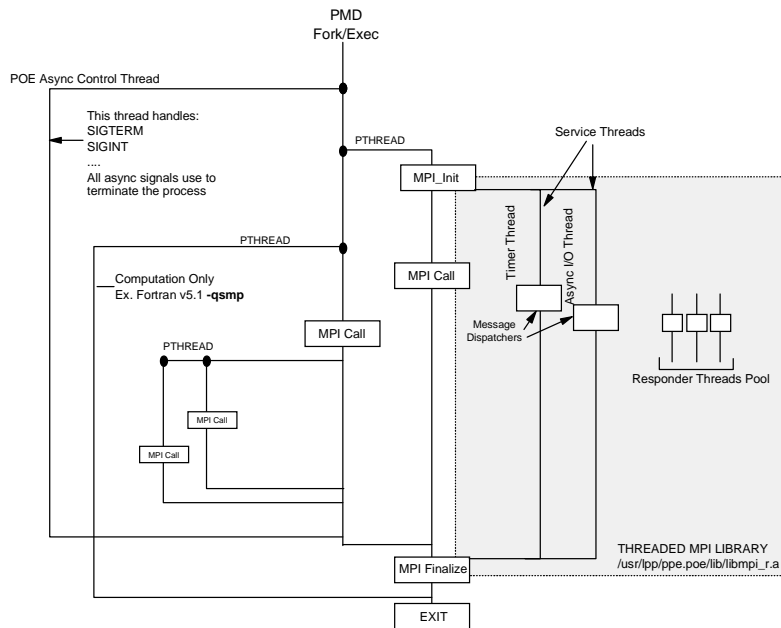 PMD
Fork/Exec
POE Async Control Thread
This thread handles:
SIGTERM
SIGINT
....
All async signals use to
terminate the process
PTHREAD
Service Threads
MPI_Init
PTHREAD
Timer Thread
Async I/O Thread
Computation Only
Ex. Fortran v5.1 -qsmp
MPI Call
MPI Call
Message
Dispatchers
PTHREAD
Responder Threads Pool
MPI Call
MPI Call
THREADED MPI LIBRARY
/usr/lpp/ppe.poe/lib/libmpi_r.a
MPI Finalize
EXIT